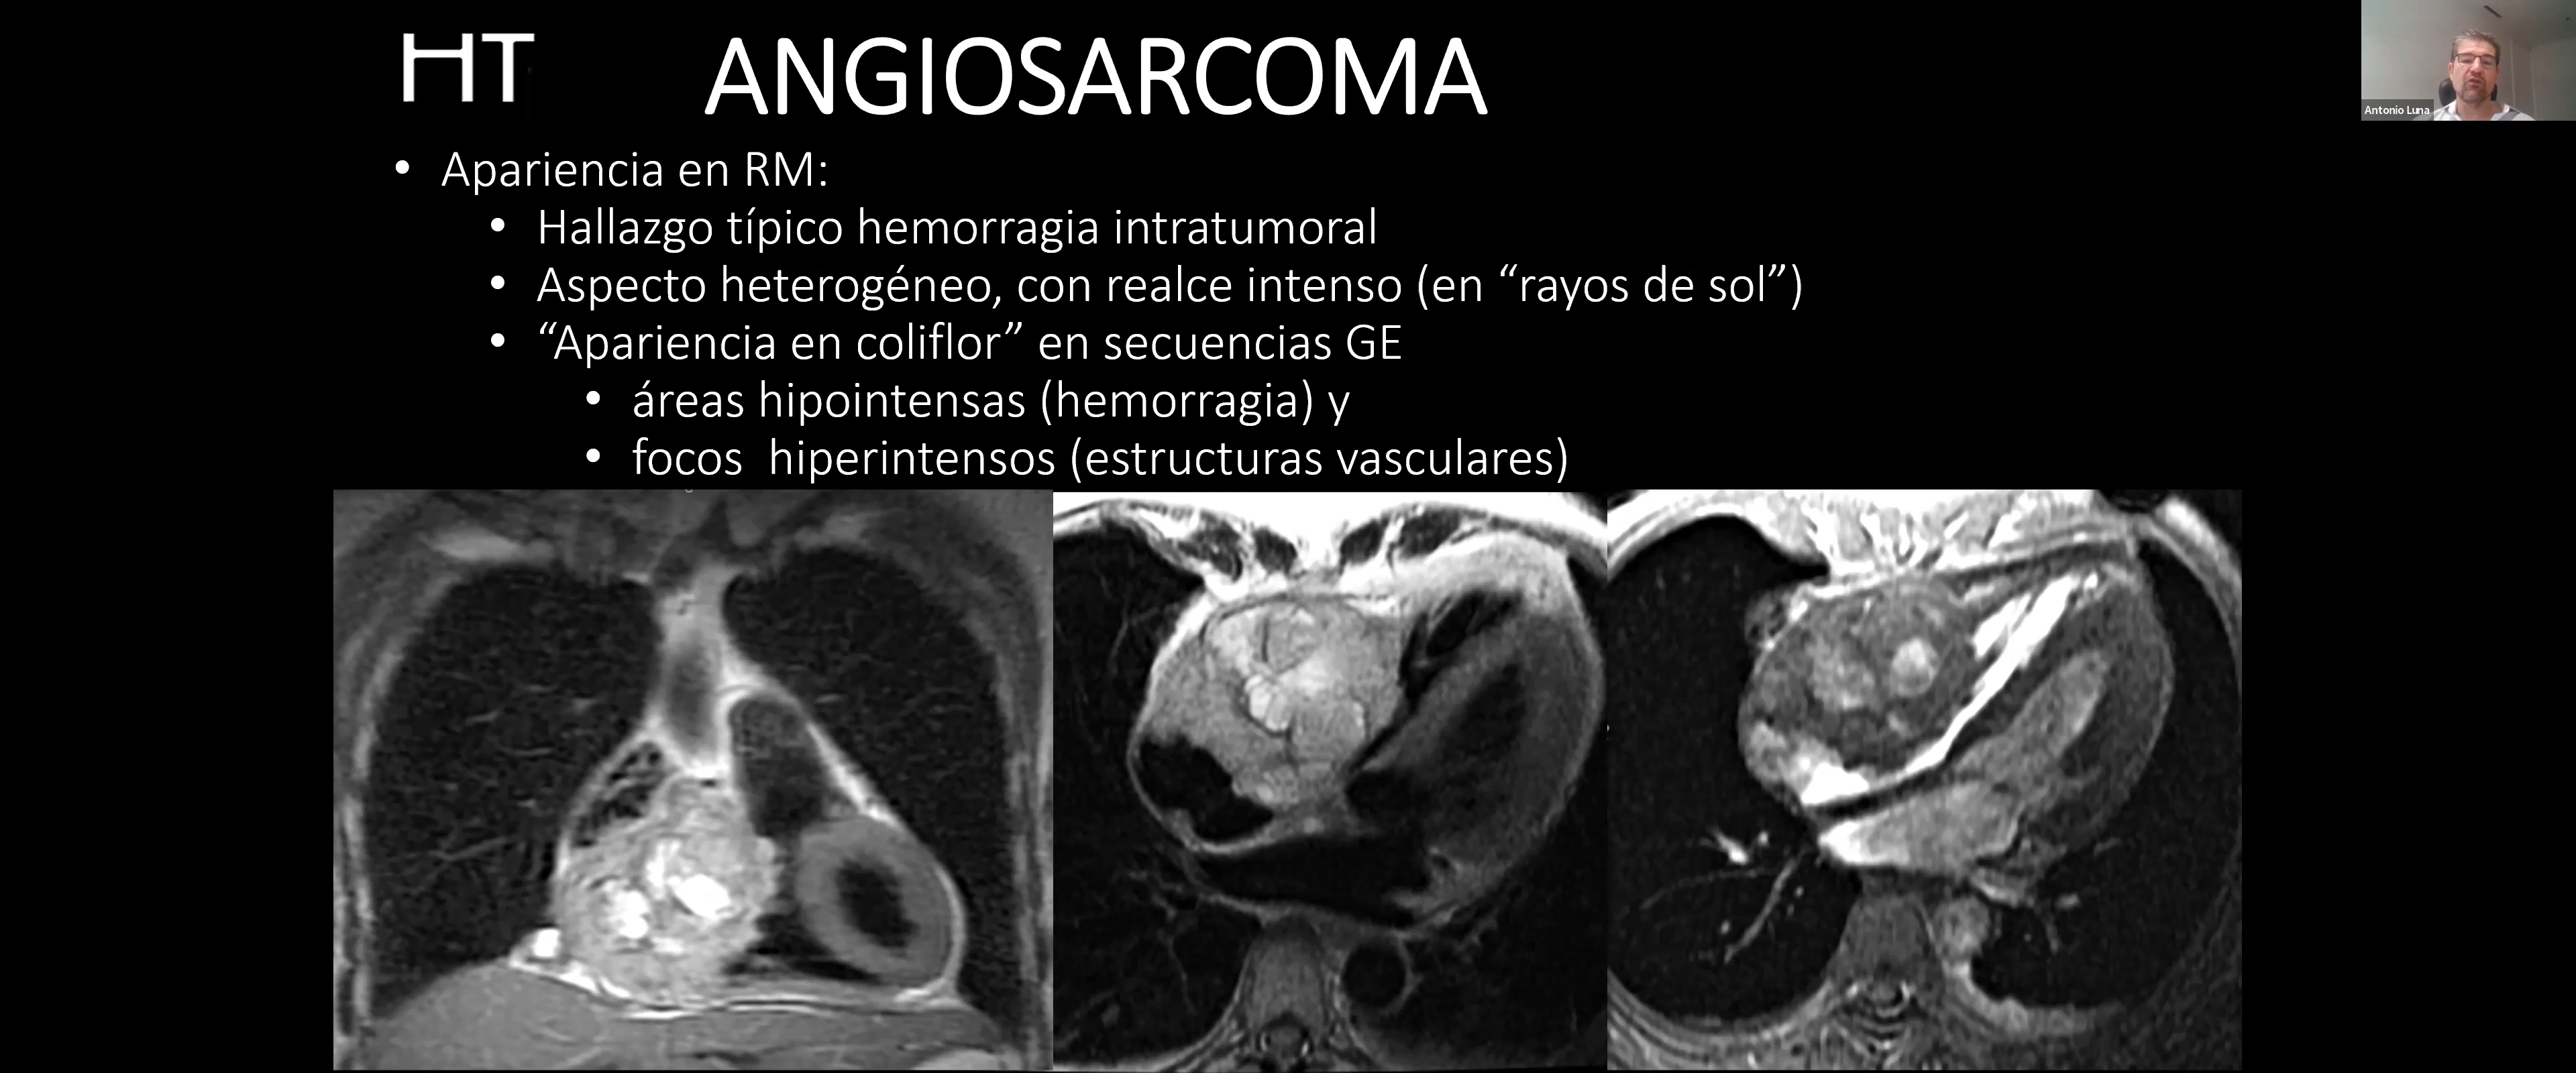 HT
ANGIOSARCOMA
Antonio Luna
• Apariencia en RM:
• Hallazgo típico hemorragia intratumoral
• Aspecto heterogéneo, con realce intenso (en “rayos de sol”)
• “Apariencia en coliflor” en secuencias GE
• áreas hipointensas (hemorragia) y
• focos  hiperintensos (estructuras vasculares)